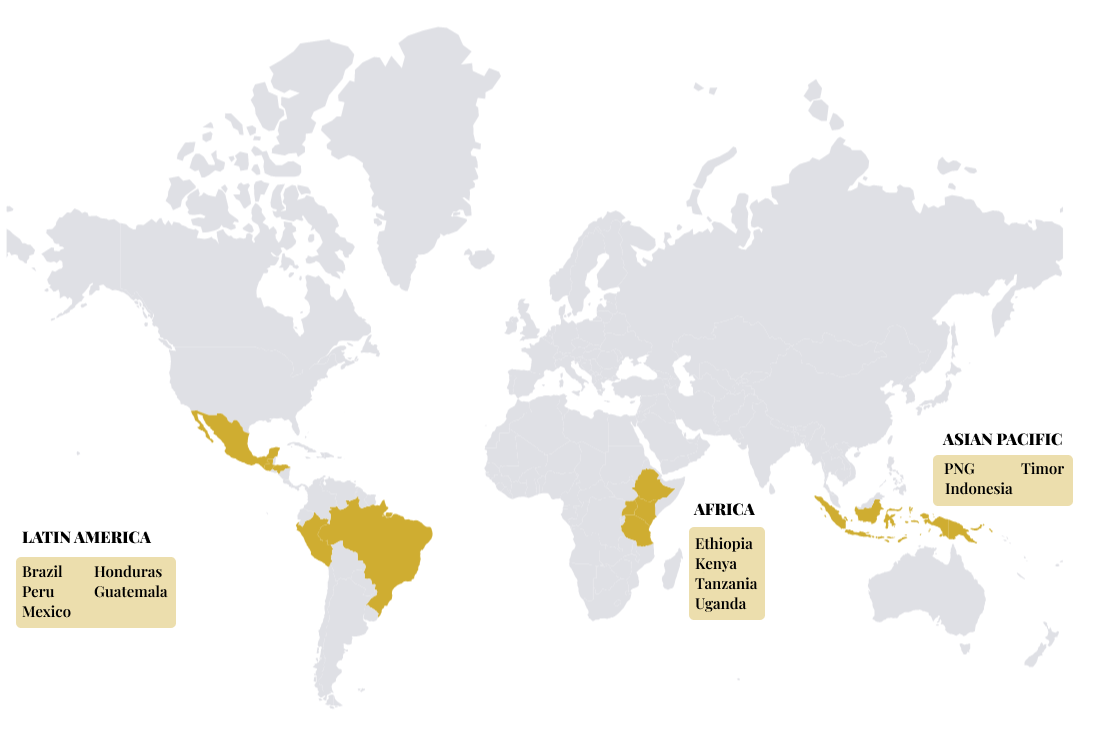 ASIAN PACIFIC
PNG Timor
Indonesia
AFRICA
Ethiopia
Kenya
Tanzania
Uganda
LATIN AMERICA
Brazil Honduras
Peru Guatemala
Mexico